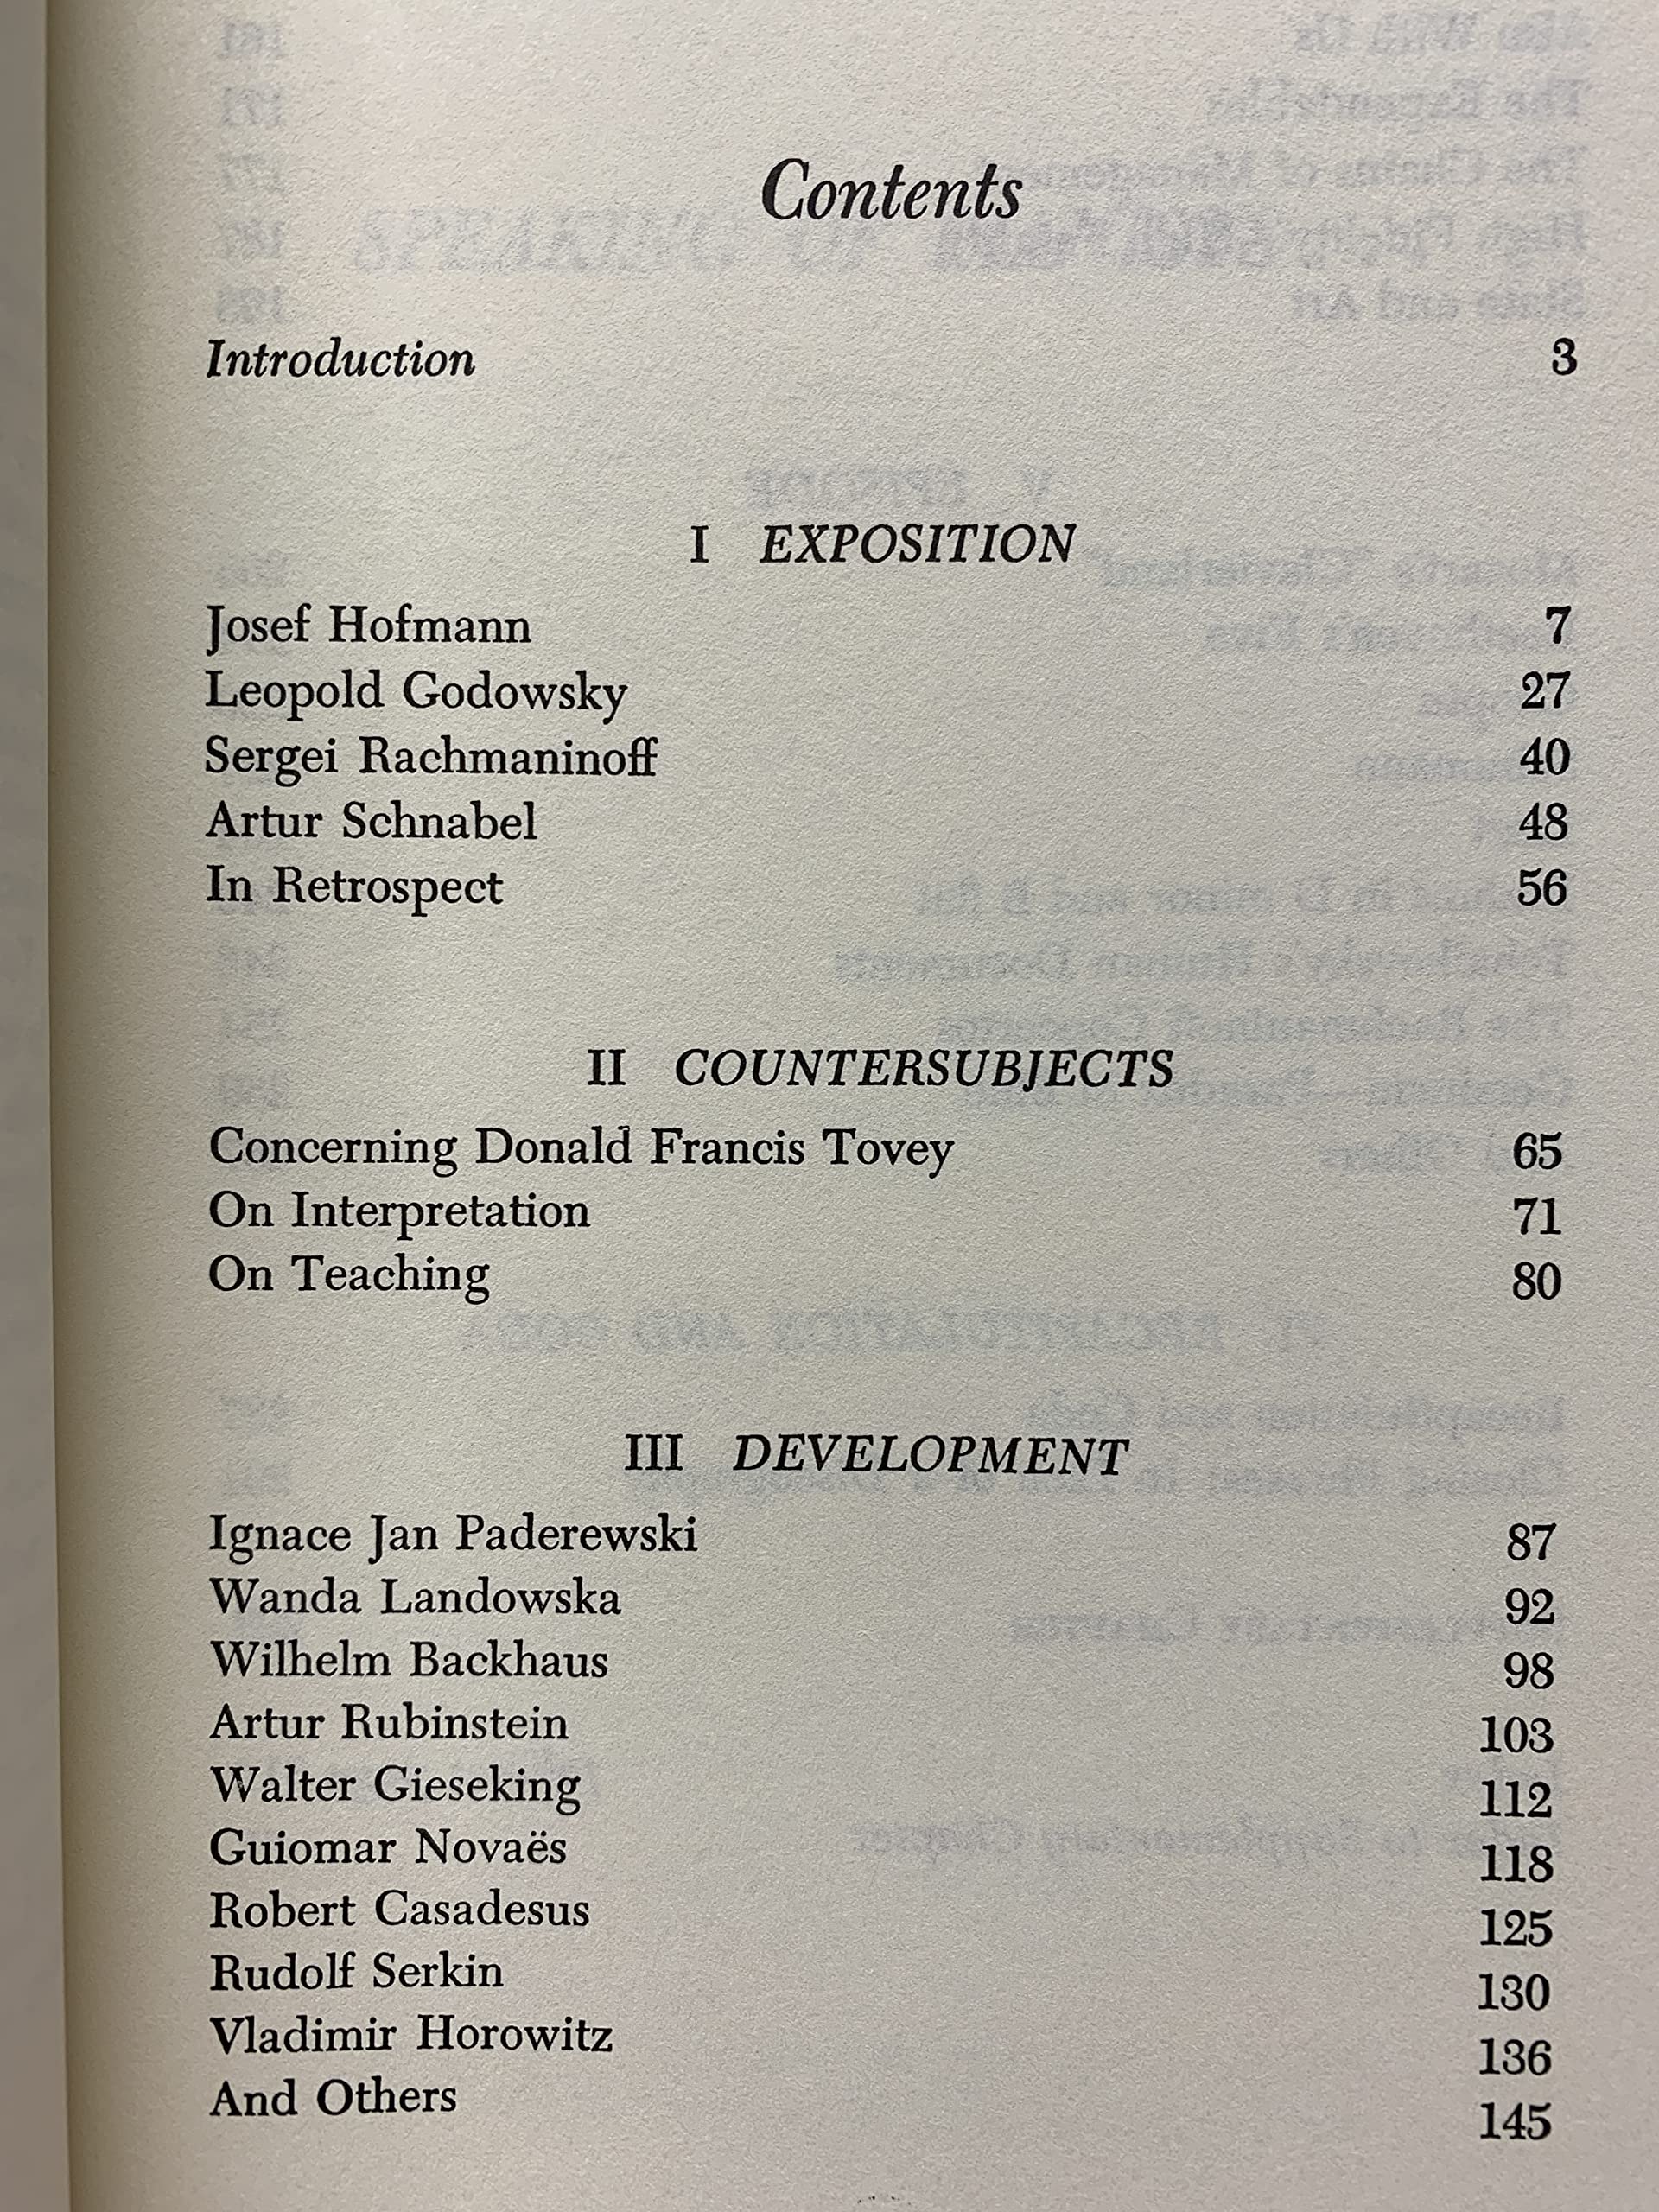 Contents
Introduction 3
I EXPOSITION
Josef Hofmann 7
Leopold Godowsky 27
Sergei Rachmaninoff 40
Artur Schnabel 48
In Retrospect 56
II COUNTERSUBJECTS
Concerning Donald Francis Tovey 65
On Interpretation 71
On Teaching 80
III DEVELOPMENT
Ignace Jan Paderewski 87
Wanda Landowska 92
Wilhelm Backhaus 98
Artur Rubinstein 103
Walter Gieseking 112
Guiomar Novaës 118
Robert Casadesus 125
Rudolf Serkin 130
Vladimir Horowitz 136
And Others 145